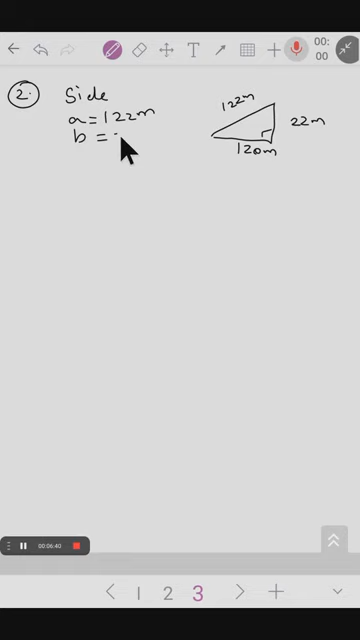 00:
00
2.
Side
a = 122m
b =
122m
22m
120m
00:06:40
< 1 2 3 > +